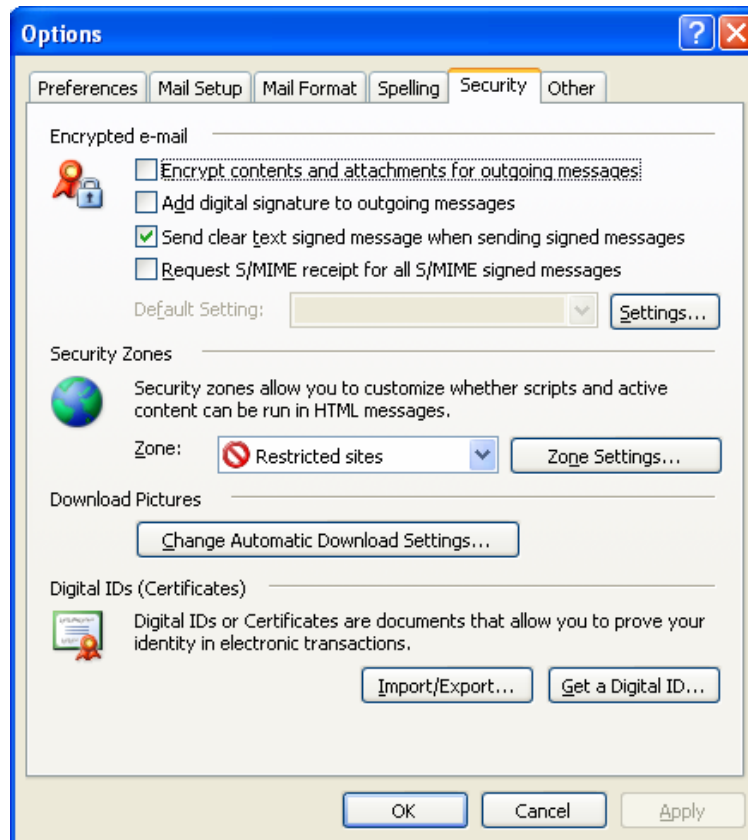 Options
Preferences Mail Setup Mail Format Spelling Security Other
Encrypted e-mail
Encrypt contents and attachments for outgoing messages
Add digital signature to outgoing messages
Send clear text signed message when sending signed messages
Request S/MIME receipt for all S/MIME signed messages
Default Setting: Settings...
Security Zones
Security zones allow you to customize whether scripts and active
content can be run in HTML messages.
Zone: Restricted sites Zone Settings...
Download Pictures
Change Automatic Download Settings...
Digital IDs (Certificates)
Digital IDs or Certificates are documents that allow you to prove your
identity in electronic transactions.
Import/Export... Get a Digital ID...
OK Cancel Apply